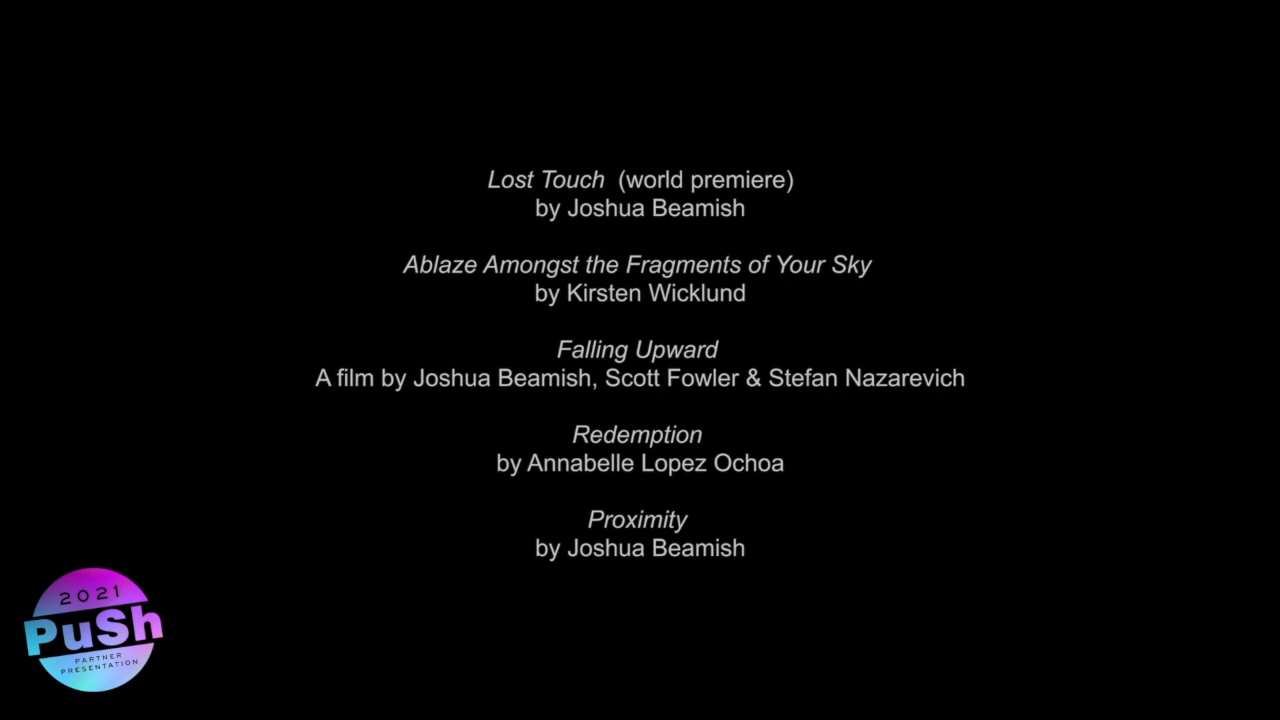 Lost Touch (world premiere)
by Joshua Beamish
Ablaze Amongst the Fragments of Your Sky
by Kirsten Wicklund
Falling Upward
A film by Joshua Beamish, Scott Fowler & Stefan Nazarevich
Redemption
by Annabelle Lopez Ochoa
Proximity
by Joshua Beamish
2021
PuSh
PARTNER
PRESENTATION